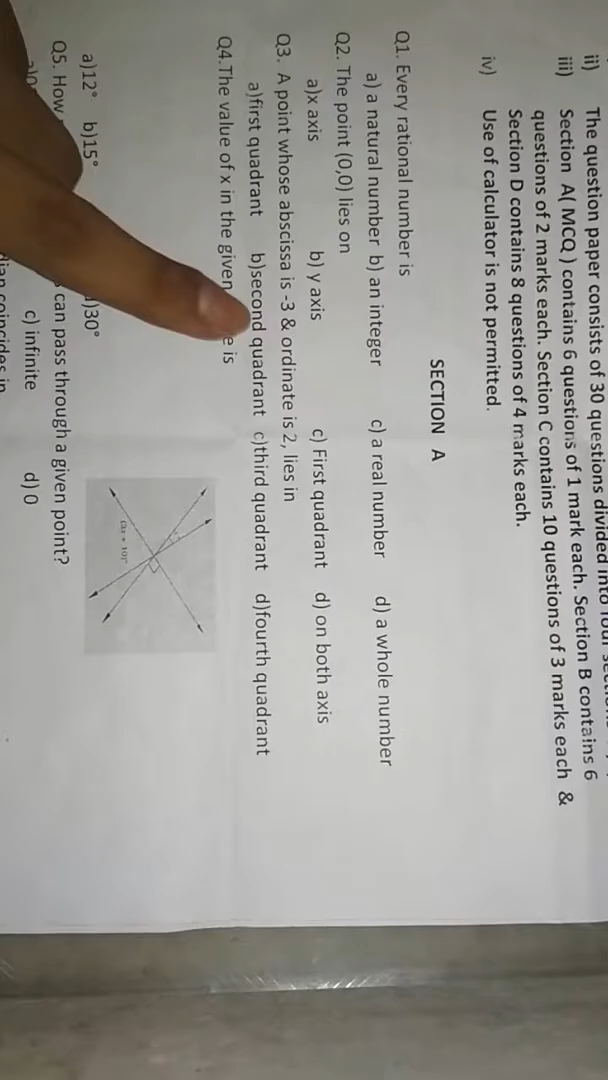 ii) The question paper consists of 30 questions divided into four
iii) Section A( MCQ ) contains 6 questions of 1 mark each. Section B contains 6
questions of 2 marks each. Section C contains 10 questions of 3 marks each &
Section D contains 8 questions of 4 marks each.
iv) Use of calculator is not permitted.
SECTION A
Q1. Every rational number is
a) a natural number b) an integer c) a real number d) a whole number
Q2. The point (0,0) lies on
a)x axis b) y axis c) First quadrant d) on both axis
Q3. A point whose abscissa is -3 & ordinate is 2, lies in
a)first quadrant b)second quadrant c)third quadrant d)fourth quadrant
Q4.The value of x in the given is
a)12° b)15° 30°
Q5. How can pass through a given point?
c) infinite d) 0
coincides in